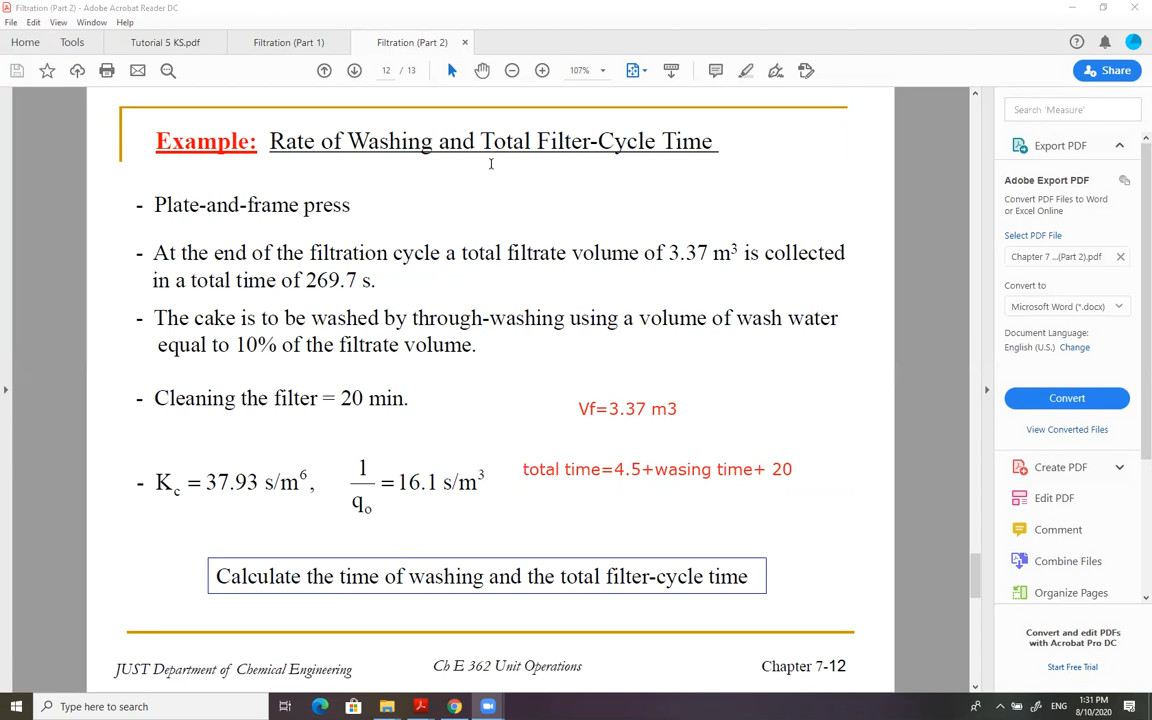 Filtration (Part 2) - Adobe Acrobat Reader DC
File Edit View Window Help
Home Tools Tutorial 5 KS.pdf Filtration (Part 1) Filtration (Part 2) ×
12 / 13 107% Share
Example: Rate of Washing and Total Filter-Cycle Time
- Plate-and-frame press
- At the end of the filtration cycle a total filtrate volume of 3.37 m³ is collected
in a total time of 269.7 s.
- The cake is to be washed by through-washing using a volume of wash water
equal to 10% of the filtrate volume.
- Cleaning the filter = 20 min.
Vf=3.37 m3
total time=4.5+wasing time+ 20
- Kc = 37.93 s/m⁶, 1/qo = 16.1 s/m³
Calculate the time of washing and the total filter-cycle time
JUST Department of Chemical Engineering Ch E 362 Unit Operations Chapter 7-12
Search 'Measure'
Export PDF
Adobe Export PDF
Convert PDF Files to Word
or Excel Online
Select PDF File
Chapter 7 ...(Part 2).pdf ×
Convert to
Microsoft Word (*.docx)
Document Language:
English (U.S.) Change
Convert
View Converted Files
Create PDF
Edit PDF
Comment
Combine Files
Organize Pages
Convert and edit PDFs
with Acrobat Pro DC
Start Free Trial
Type here to search
ENG
1:31 PM
8/10/2020